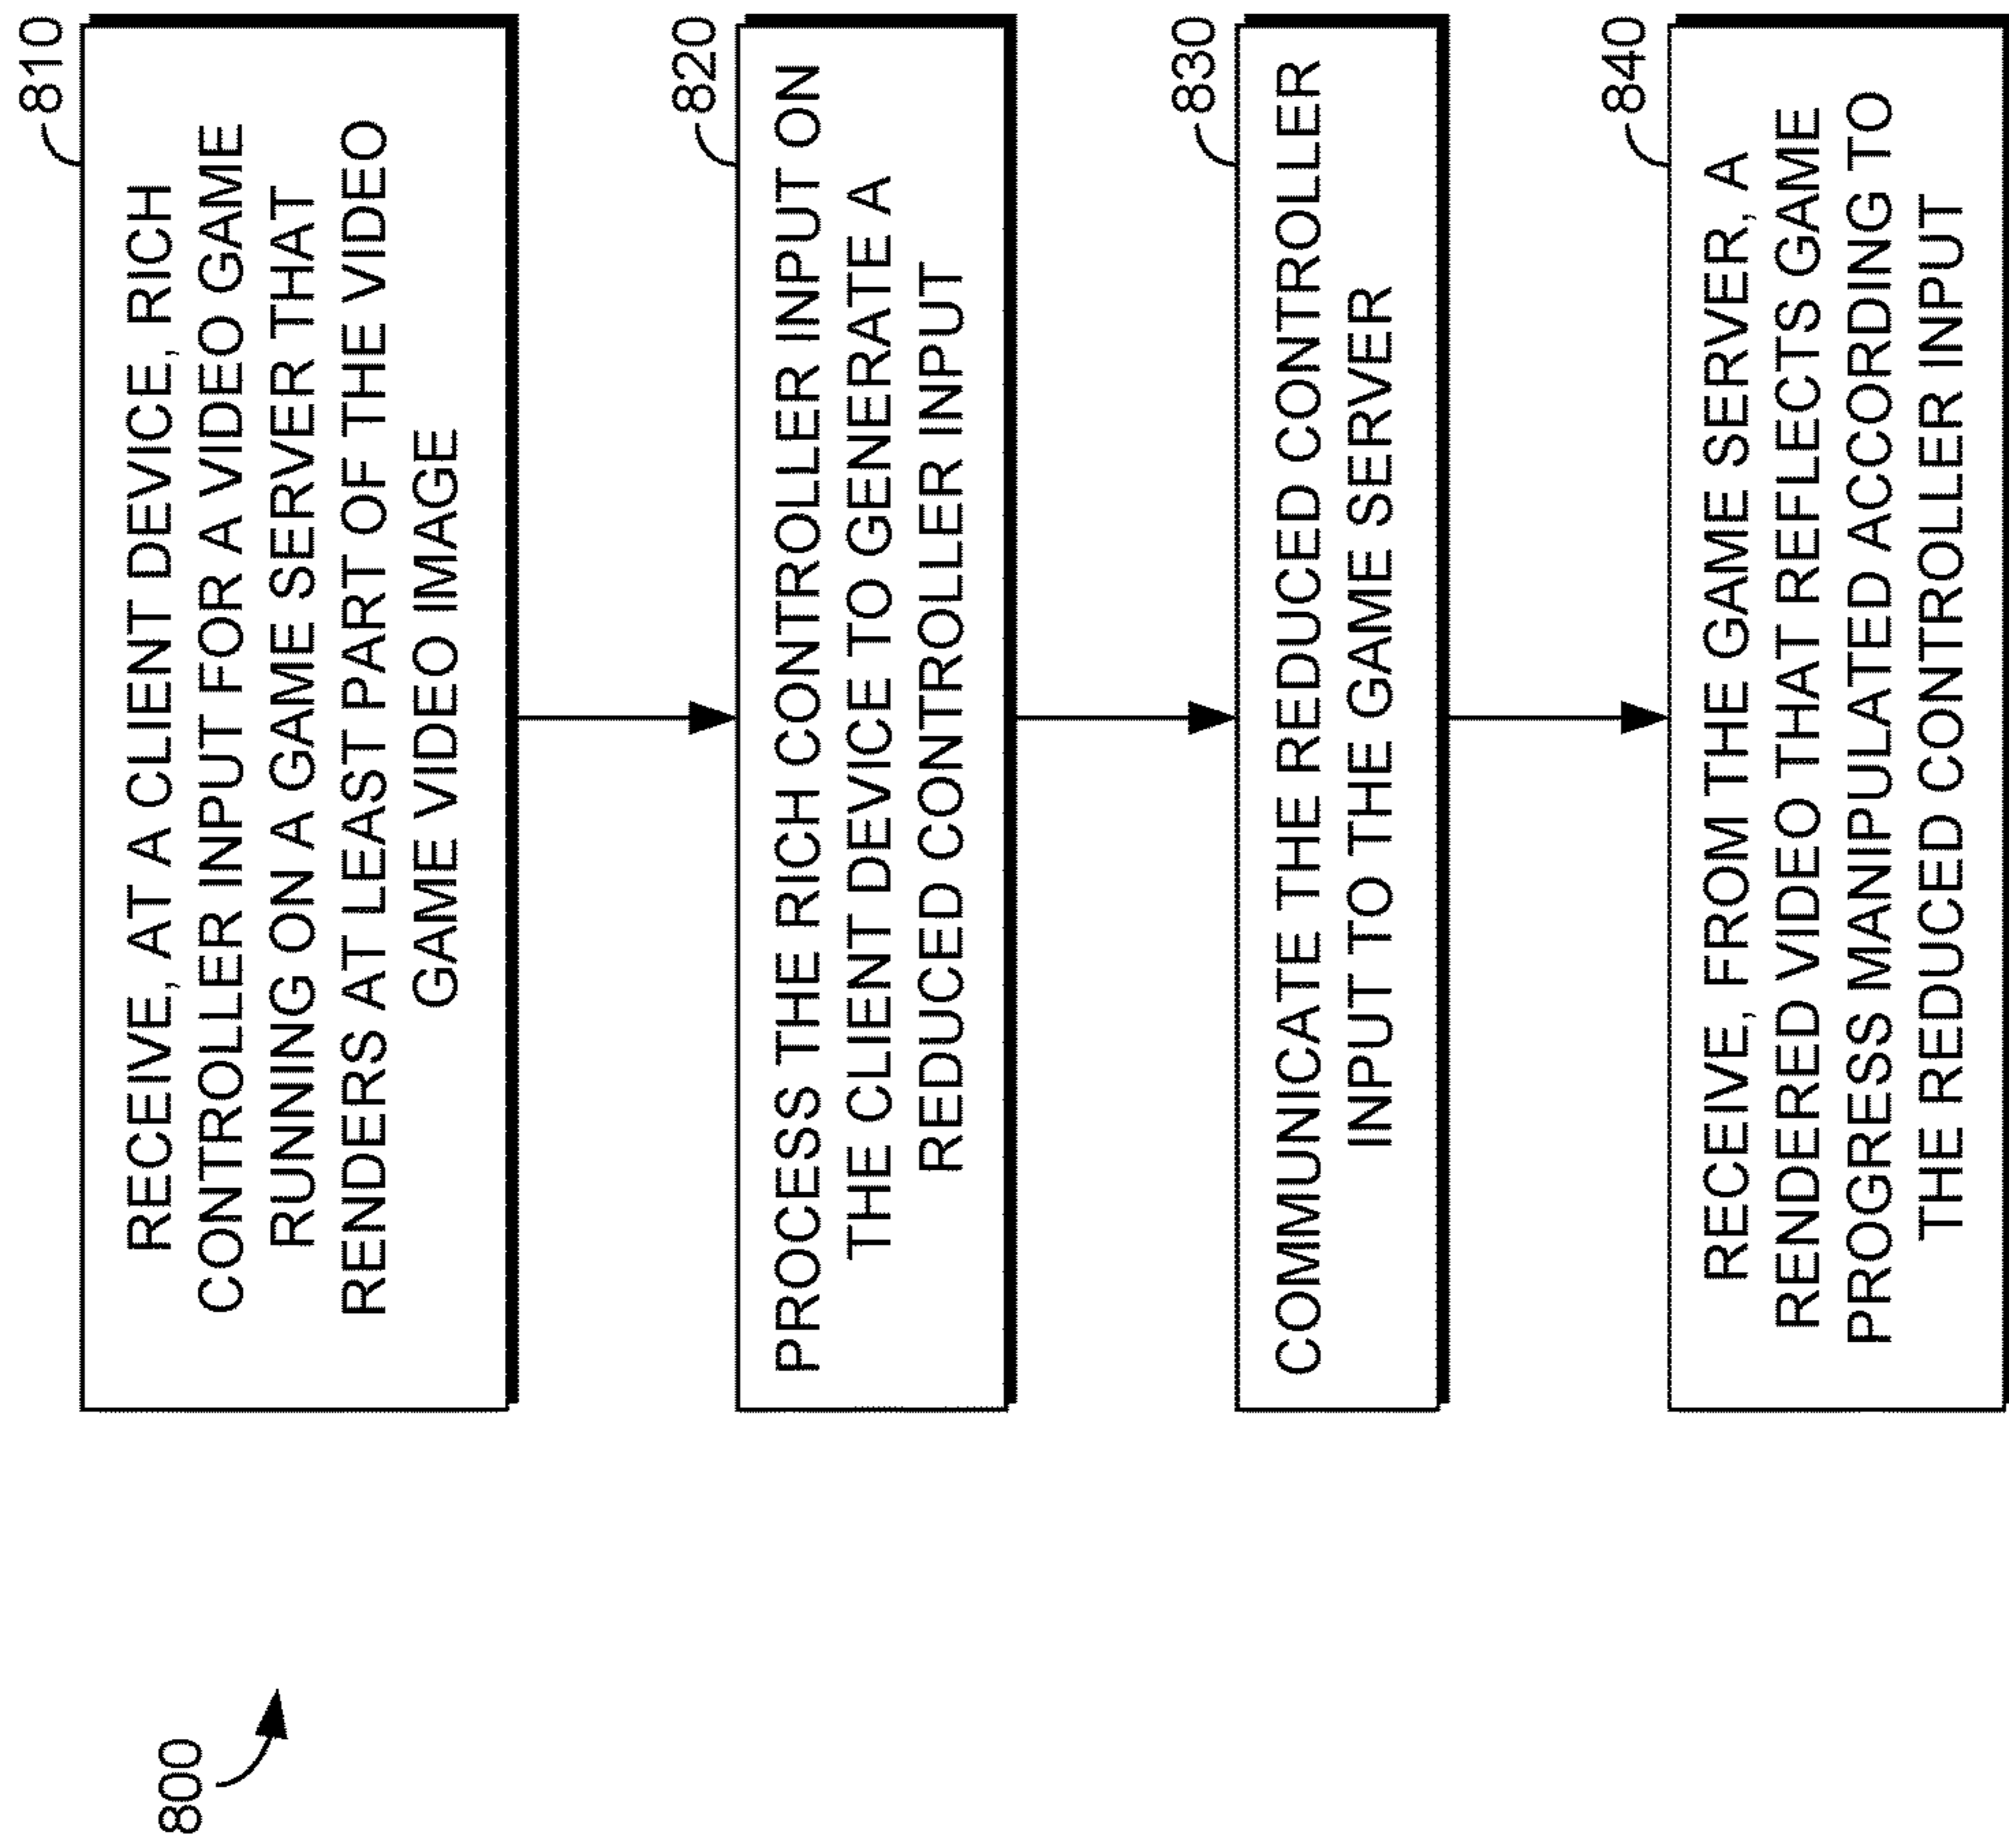 800
810
RECEIVE, AT A CLIENT DEVICE, RICH
CONTROLLER INPUT FOR A VIDEO GAME
RUNNING ON A GAME SERVER THAT
RENDERS AT LEAST PART OF THE VIDEO
GAME VIDEO IMAGE
820
PROCESS THE RICH CONTROLLER INPUT ON
THE CLIENT DEVICE TO GENERATE A
REDUCED CONTROLLER INPUT
830
COMMUNICATE THE REDUCED CONTROLLER
INPUT TO THE GAME SERVER
840
RECEIVE, FROM THE GAME SERVER, A
RENDERED VIDEO THAT REFLECTS GAME
PROGRESS MANIPULATED ACCORDING TO
THE REDUCED CONTROLLER INPUT